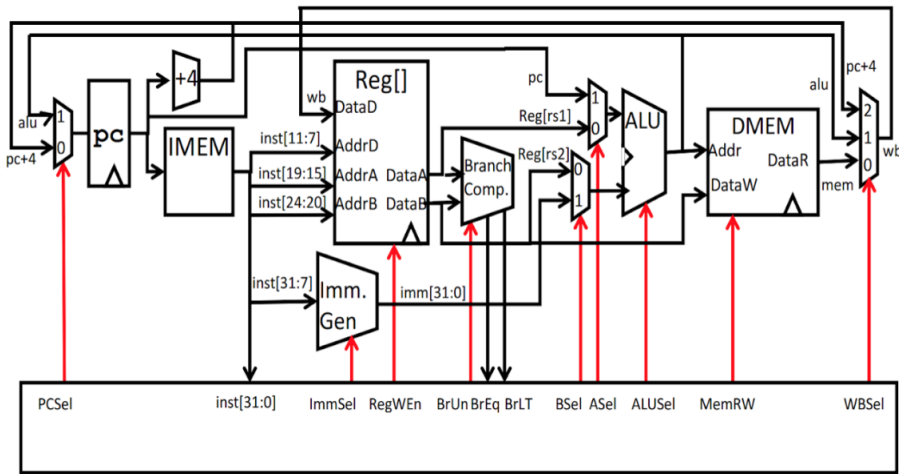 pc+4
alu
+4
Reg[]
pc
wb
DataD
alu
1
pc
IMEM
inst[11:7]
AddrD
Reg[rs1]
1
0
ALU
DMEM
2
1
0
wb
pc+4
0
inst[19:15]
AddrA
DataA
Branch
Comp.
Reg[rs2]
0
1
Addr
DataR
mem
inst[24:20]
AddrB
DataB
DataW
inst[31:7]
Imm.
Gen
imm[31:0]
PCSel
inst[31:0]
ImmSel
RegWEn
BrUn
BrEq
BrLT
BSel
ASel
ALUSel
MemRW
WBSel